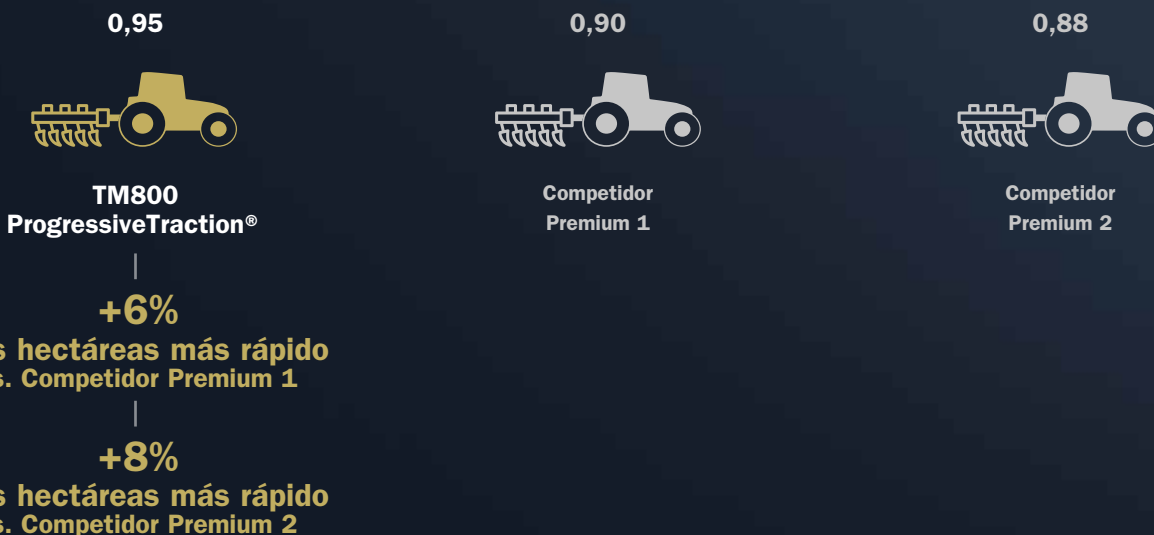 0,95
0,90
0,88
TM800
ProgressiveTraction®
Competidor
Premium 1
Competidor
Premium 2
+6%
s hectáreas más rápido
s. Competidor Premium 1
+8%
s hectáreas más rápido
s. Competidor Premium 2